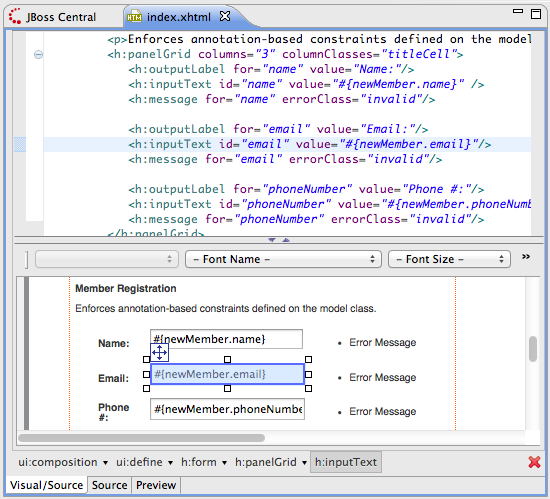 JBoss Central index.xhtml
<p>Enforces annotation-based constraints defined on the model
<h:panelGrid columns="3" columnClasses="titleCell">
<h:outputLabel for="name" value="Name:"/>
<h:inputText id="name" value="#{newMember.name}" />
<h:message for="name" errorClass="invalid"/>
<h:outputLabel for="email" value="Email:"/>
<h:inputText id="email" value="#{newMember.email}"/>
<h:message for="email" errorClass="invalid"/>
<h:outputLabel for="phoneNumber" value="Phone #:"/>
<h:inputText id="phoneNumber" value="#{newMember.phoneNum
<h:message for="phoneNumber" errorClass="invalid"/>
</h:panelGrid>
- Font Name - - Font Size - »
Member Registration
Enforces annotation-based constraints defined on the model class.
Name: #{newMember.name} • Error Message
Email: #{newMember.email} • Error Message
Phone #: #{newMember.phoneNumbe • Error Message
ui:composition ui:define h:form h:panelGrid h:inputText
Visual/Source Source Preview